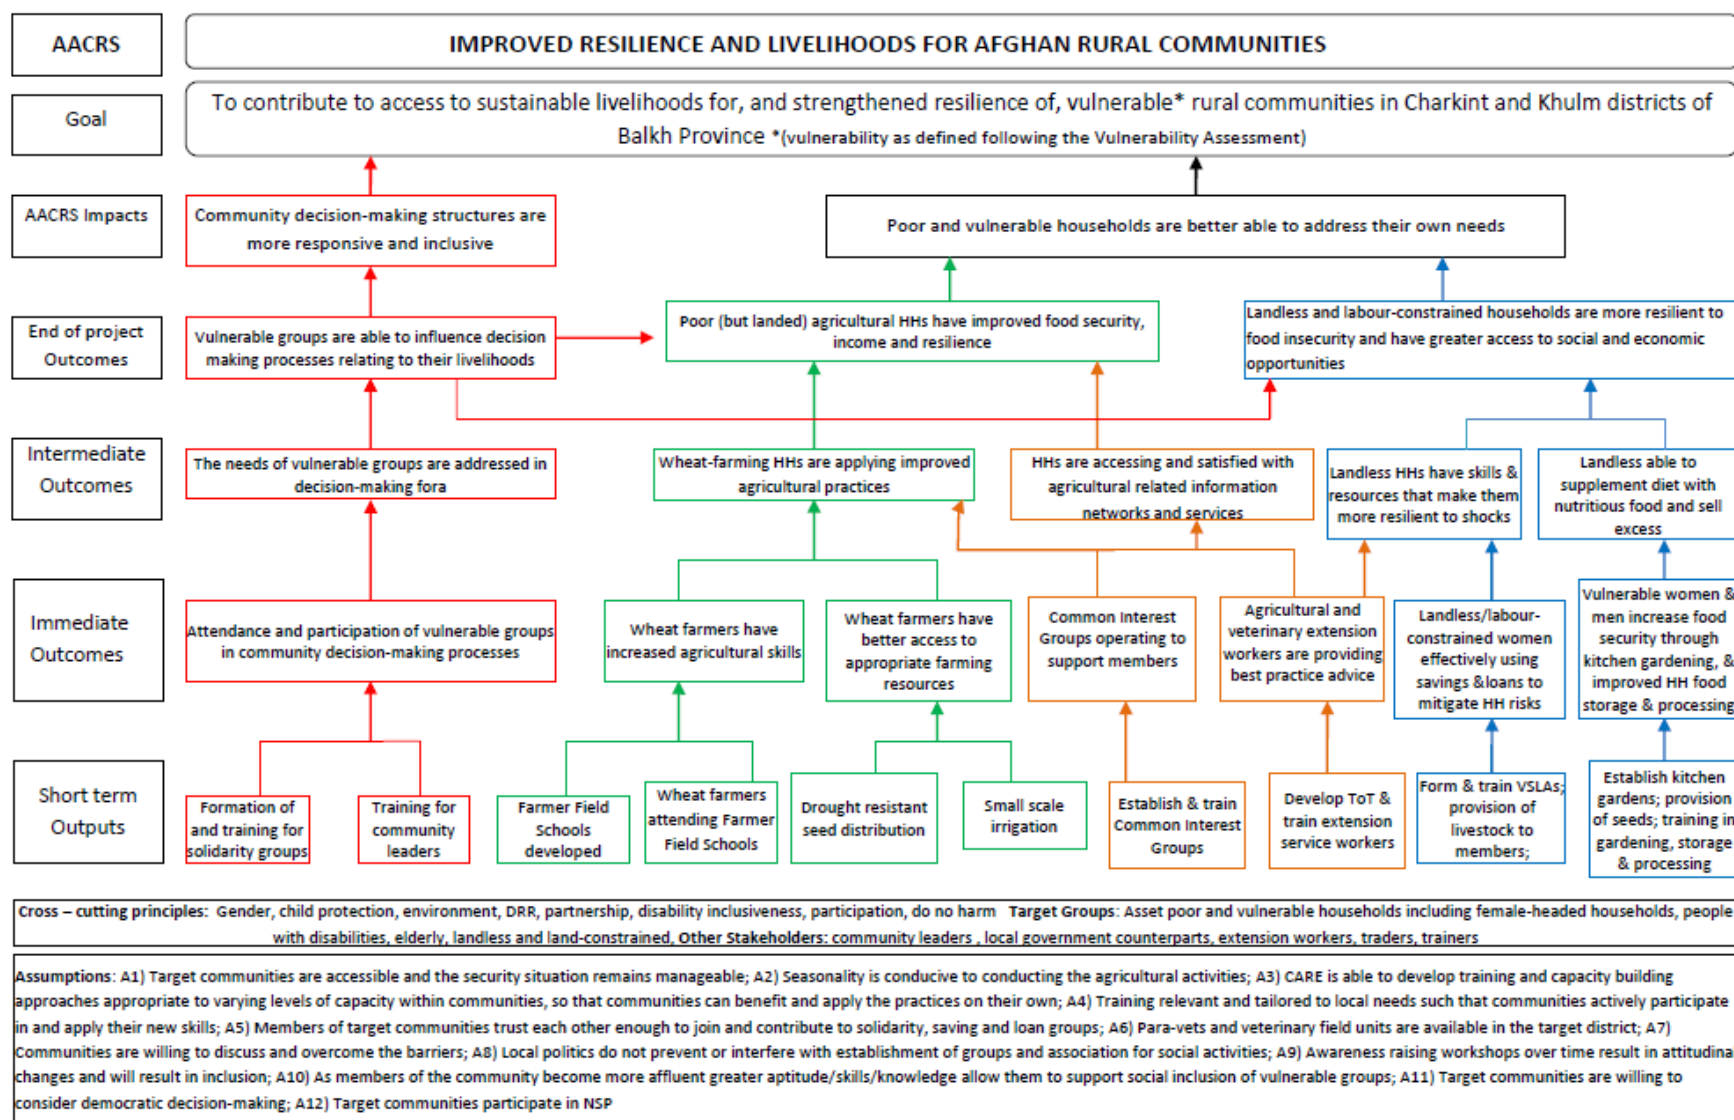 AACRS
IMPROVED RESILIENCE AND LIVELIHOODS FOR AFGHAN RURAL COMMUNITIES
Goal
To contribute to access to sustainable livelihoods for, and strengthened resilience of, vulnerable* rural communities in Charkint and Khulm districts of
Balkh Province *(vulnerability as defined following the Vulnerability Assessment)
AACRS Impacts
Community decision-making structures are
more responsive and inclusive
Poor and vulnerable households are better able to address their own needs
End of project
Outcomes
Vulnerable groups are able to influence decision
making processes relating to their livelihoods
Poor (but landed) agricultural HHs have improved food security,
income and resilience
Landless and labour-constrained households are more resilient to
food insecurity and have greater access to social and economic
opportunities
Intermediate
Outcomes
The needs of vulnerable groups are addressed in
decision-making fora
Wheat-farming HHs are applying improved
agricultural practices
HHs are accessing and satisfied with
agricultural related information
networks and services
Landless HHs have skills &
resources that make them
more resilient to shocks
Landless able to
supplement diet with
nutritious food and sell
excess
Immediate
Outcomes
Attendance and participation of vulnerable groups
in community decision-making processes
Wheat farmers have
increased agricultural skills
Wheat farmers have
better access to
appropriate farming
resources
Common Interest
Groups operating to
support members
Agricultural and
veterinary extension
workers are providing
best practice advice
Landless/labour-
constrained women
effectively using
savings &loans to
mitigate HH risks
Vulnerable women &
men increase food
security through
kitchen gardening, &
improved HH food
storage & processing
Short term
Outputs
Formation of
and training for
solidarity groups
Training for
community
leaders
Farmer Field
Schools
developed
Wheat farmers
attending Farmer
Field Schools
Drought resistant
seed distribution
Small scale
irrigation
Establish & train
Common Interest
Groups
Develop ToT &
train extension
service workers
Form & train VSLAs;
provision of
livestock to
members;
Establish kitchen
gardens; provision
of seeds; training in
gardening, storage
& processing
Cross – cutting principles: Gender, child protection, environment, DRR, partnership, disability inclusiveness, participation, do no harm Target Groups: Asset poor and vulnerable households including female-headed households, people
with disabilities, elderly, landless and land-constrained, Other Stakeholders: community leaders , local government counterparts, extension workers, traders, trainers
Assumptions: A1) Target communities are accessible and the security situation remains manageable; A2) Seasonality is conducive to conducting the agricultural activities; A3) CARE is able to develop training and capacity building
approaches appropriate to varying levels of capacity within communities, so that communities can benefit and apply the practices on their own; A4) Training relevant and tailored to local needs such that communities actively participate
in and apply their new skills; A5) Members of target communities trust each other enough to join and contribute to solidarity, saving and loan groups; A6) Para-vets and veterinary field units are available in the target district; A7)
Communities are willing to discuss and overcome the barriers; A8) Local politics do not prevent or interfere with establishment of groups and association for social activities; A9) Awareness raising workshops over time result in attitudinal
changes and will result in inclusion; A10) As members of the community become more affluent greater aptitude/skills/knowledge allow them to support social inclusion of vulnerable groups; A11) Target communities are willing to
consider democratic decision-making; A12) Target communities participate in NSP